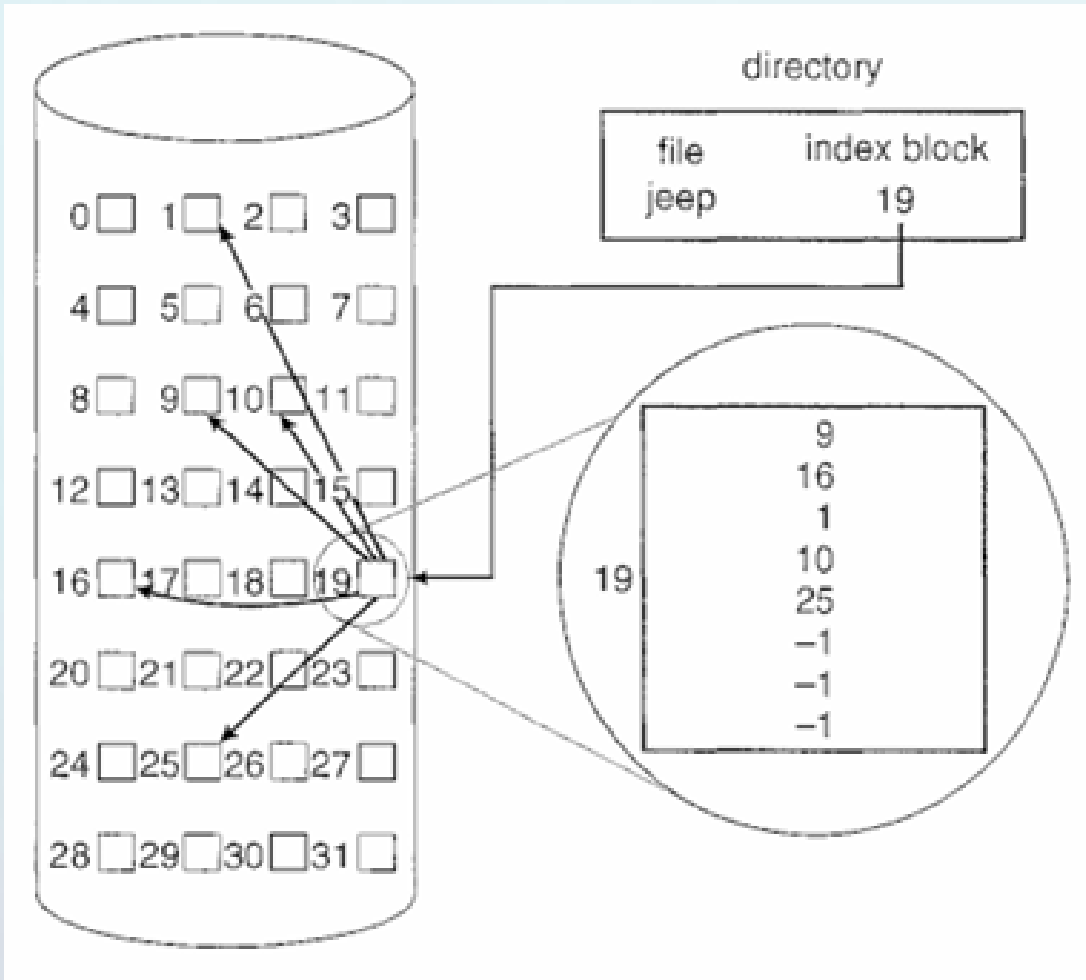 directory
file index block
jeep 19
0 1 2 3
4 5 6 7
8 9 10 11
12 13 14 15
16 17 18 19
20 21 22 23
24 25 26 27
28 29 30 31
19
9
16
1
10
25
–1
–1
–1